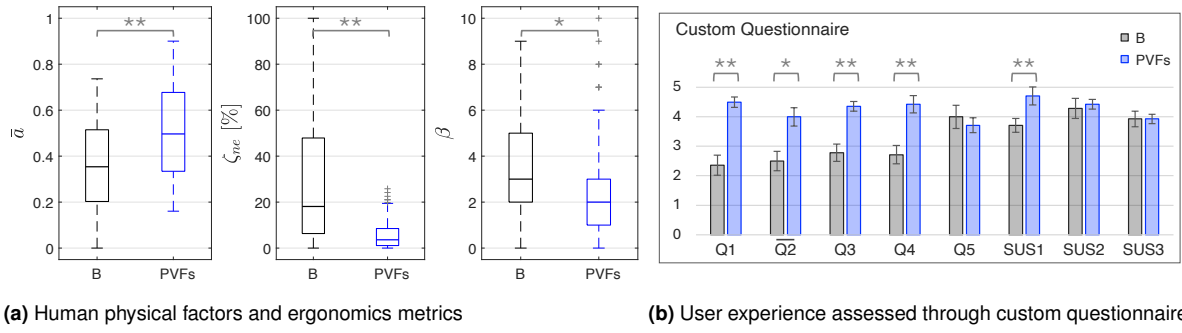 1
0.8
0.6
0.4
0.2
0
ā
**
B PVFs
100
80
60
40
20
0
ζne [%]
**
B PVFs
10
8
6
4
2
0
β
*
B PVFs
(a) Human physical factors and ergonomics metrics
Custom Questionnaire
B
PVFs
** * ** ** **
5
4
3
2
1
0
Q1 Q̅2̅ Q3 Q4 Q5 SUS1 SUS2 SUS3
(b) User experience assessed through custom questionnaire